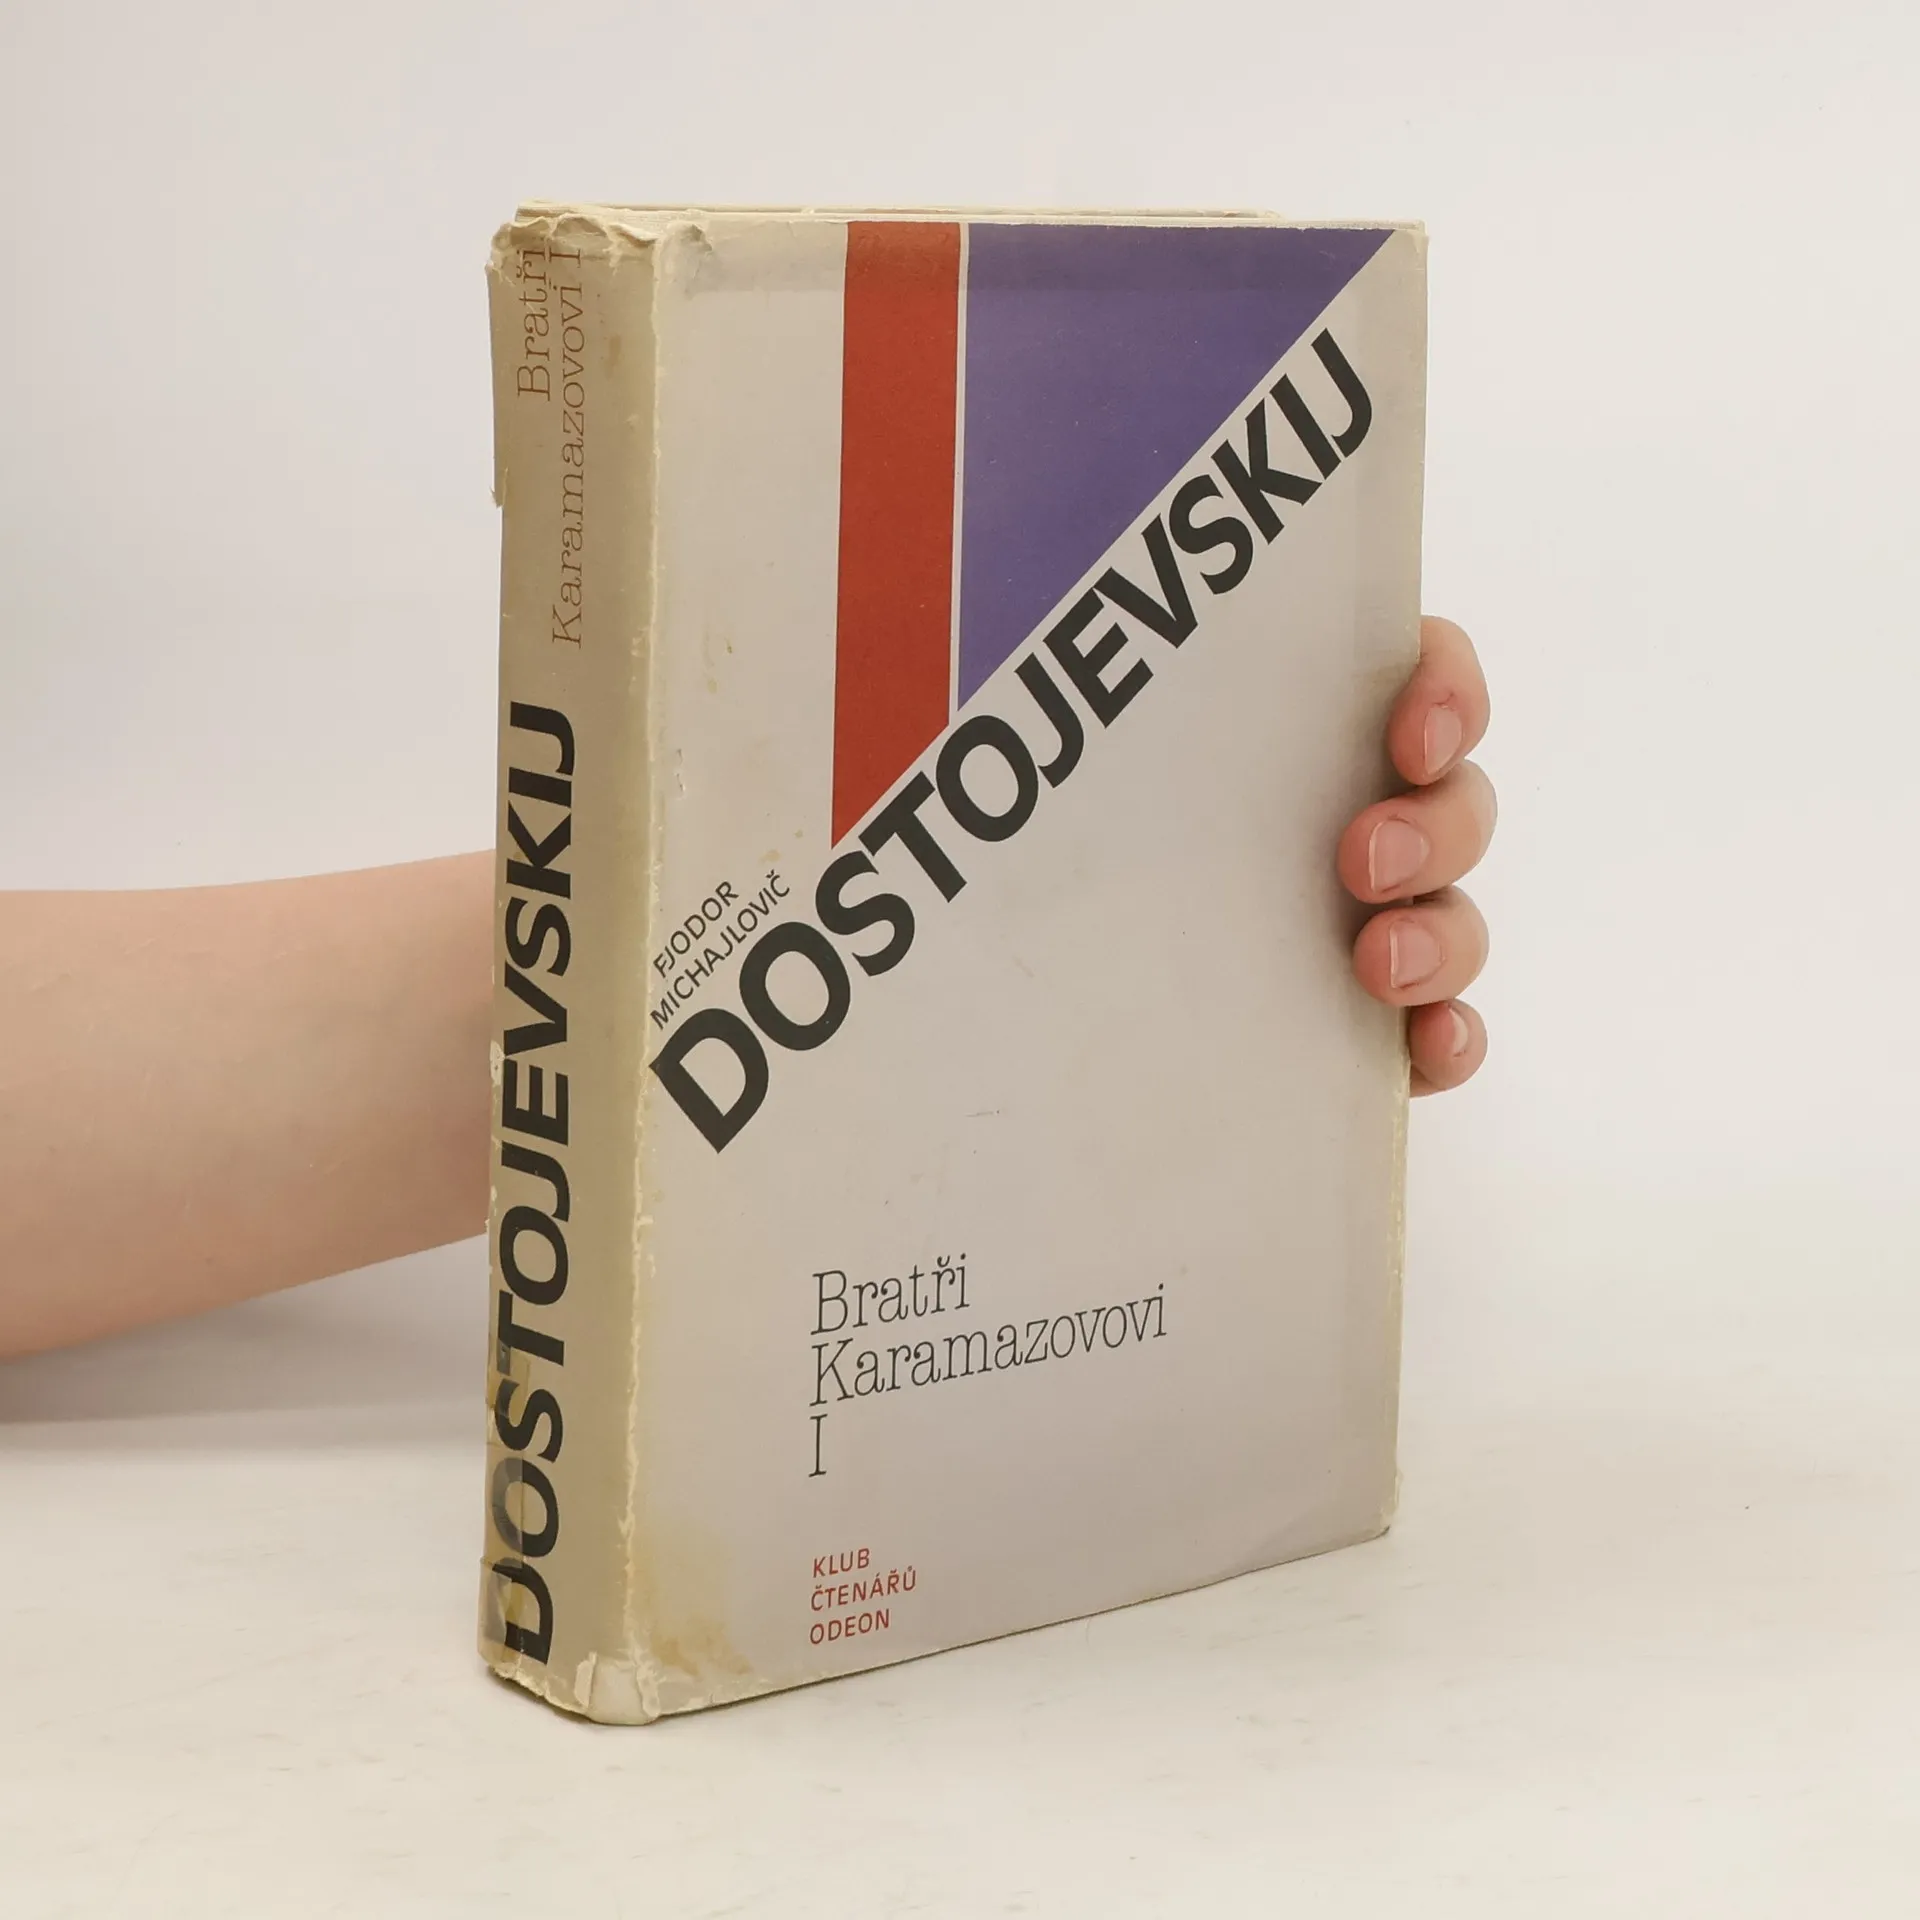 Bratři
Karamazovovi I
DOSTOJEVSKIJ
FJODOR
MICHAJLOVIČ
DOSTOJEVSKIJ
Bratři
Karamazovovi
I
KLUB
ČTENÁŘŮ
ODEON